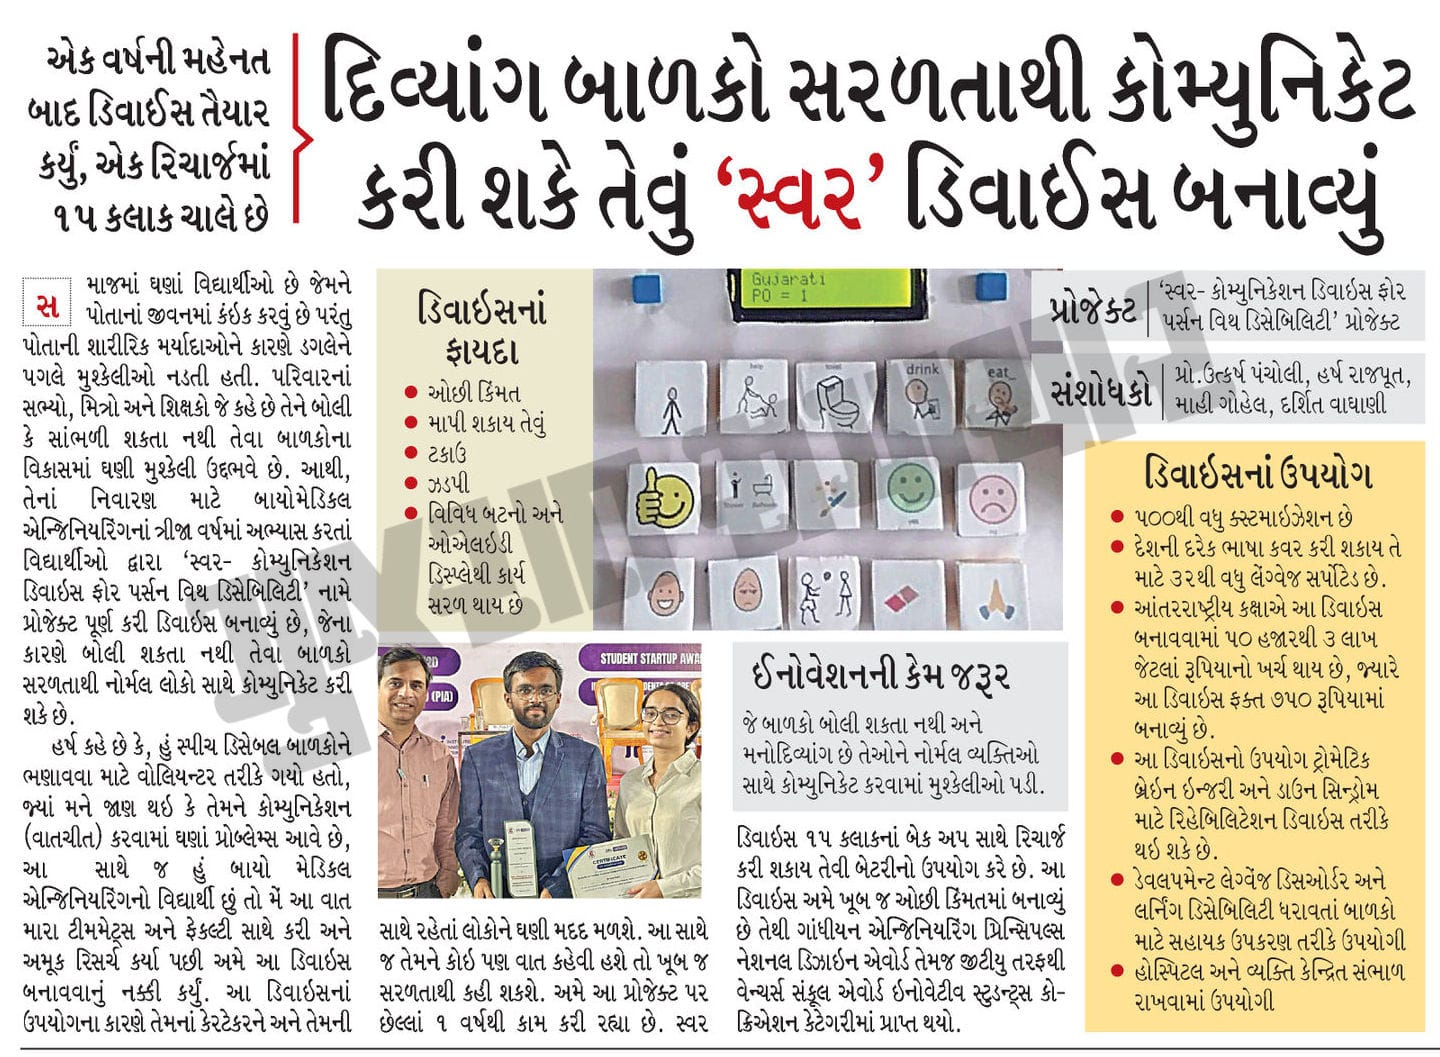 એક વર્ષની મહેનત
બાદ ડિવાઈસ તૈયાર
કર્યું, એક રિચાર્જમાં
૧૫ કલાક ચાલે છે
દિવ્યાંગ બાળકો સરળતાથી કોમ્યુનિકેટ
કરી શકે તેવું ‘સ્વર’ ડિવાઈસ બનાવ્યું
સ
માજમાં ઘણાં વિદ્યાર્થીઓ છે જેમને
પોતાનાં જીવનમાં કંઇક કરવું છે પરંતુ
પોતાની શારીરિક મર્યાદાઓને કારણે ડગલેને
પગલે મુશ્કેલીઓ નડતી હતી. પરિવારનાં
સભ્યો, મિત્રો અને શિક્ષકો જે કહે છે તેને બોલી
કે સાંભળી શકતા નથી તેવા બાળકોના
વિકાસમાં ઘણી મુશ્કેલી ઉદ્દભવે છે. આથી,
તેનાં નિવારણ માટે બાયોમેડિકલ
એન્જિનિયરિંગનાં ત્રીજા વર્ષમાં અભ્યાસ કરતાં
વિદ્યાર્થીઓ દ્વારા ‘સ્વર- કોમ્યુનિકેશન
ડિવાઇસ ફોર પર્સન વિથ ડિસેબિલિટી’ નામે
પ્રોજેક્ટ પૂર્ણ કરી ડિવાઇસ બનાવ્યું છે, જેના
કારણે બોલી શકતા નથી તેવા બાળકો
સરળતાથી નોર્મલ લોકો સાથે કોમ્યુનિકેટ કરી
શકે છે.
હર્ષ કહે છે કે, હું સ્પીચ ડિસેબલ બાળકોને
ભણાવવા માટે વોલિયન્ટર તરીકે ગયો હતો,
જ્યાં મને જાણ થઇ કે તેમને કોમ્યુનિકેશન
(વાતચીત) કરવામાં ઘણાં પ્રોબ્લેમ્સ આવે છે,
આ સાથે જ હું બાયો મેડિકલ
એન્જિનિયરિંગનો વિદ્યાર્થી છું તો મેં આ વાત
મારા ટીમમેટ્સ અને ફેકલ્ટી સાથે કરી અને
અમૂક રિસર્ચ કર્યા પછી અમે આ ડિવાઇસ
બનાવવાનું નક્કી કર્યું. આ ડિવાઇસનાં
ઉપયોગના કારણે તેમનાં કેરટેકરને અને તેમની
ડિવાઇસનાં
ફાયદા
● ઓછી કિંમત
● માપી શકાય તેવું
● ટકાઉ
● ઝડપી
● વિવિધ બટનો અને
ઓએલઇડી
ડિસ્પ્લેથી કાર્ય
સરળ થાય છે
Gujarati
PO = 1
help
toilet
drink
eat
Shower
Bathroom
yes
no
STUDENT STARTUP AWAR
(PIA)
CERTIFICATE
સાથે રહેતાં લોકોને ઘણી મદદ મળશે. આ સાથે
જ તેમને કોઈ પણ વાત કહેવી હશે તો ખૂબ જ
સરળતાથી કહી શકશે. અમે આ પ્રોજેક્ટ પર
છેલ્લાં ૧ વર્ષથી કામ કરી રહ્યા છે. સ્વર
ઈનોવેશનની કેમ જરૂર
જે બાળકો બોલી શકતા નથી અને
મનોદિવ્યાંગ છે તેઓને નોર્મલ વ્યક્તિઓ
સાથે કોમ્યુનિકેટ કરવામાં મુશ્કેલીઓ પડી.
ડિવાઇસ ૧૫ કલાકનાં બેક અપ સાથે રિચાર્જ
કરી શકાય તેવી બેટરીનો ઉપયોગ કરે છે. આ
ડિવાઇસ અમે ખૂબ જ ઓછી કિંમતમાં બનાવ્યું
છે તેથી ગાંધીયન એન્જિનિયરિંગ પ્રિન્સિપલ્સ
નેશનલ ડિઝાઇન એવોર્ડ તેમજ જીટીયુ તરફથી
વેન્ચર્સ સંકૂલ એવોર્ડ ઇનોવેટીવ સ્ટુડન્ટ્સ કો-
ક્રિએશન કેટેગરીમાં પ્રાપ્ત થયો.
પ્રોજેક્ટ
‘સ્વર- કોમ્યુનિકેશન ડિવાઇસ ફોર
પર્સન વિથ ડિસેબિલિટી’ પ્રોજેક્ટ
સંશોધકો
પ્રો.ઉત્કર્ષ પંચોલી, હર્ષ રાજપૂત,
માહી ગોહેલ, દર્શિત વાઘાણી
ડિવાઇસનાં ઉપયોગ
● ૫૦૦થી વધુ ક્સ્ટમાઇઝેશન છે
● દેશની દરેક ભાષા કવર કરી શકાય તે
માટે ૩૨થી વધુ લેંગ્વેજ સર્પોટેડ છે.
● આંતરરાષ્ટ્રીય કક્ષાએ આ ડિવાઇસ
બનાવવામાં ૫૦ હજારથી ૩ લાખ
જેટલાં રૂપિયાનો ખર્ચ થાય છે, જ્યારે
આ ડિવાઇસ ફક્ત ૭૫૦ રૂપિયામાં
બનાવ્યું છે.
● આ ડિવાઇસનો ઉપયોગ ટ્રોમેટિક
બ્રેઇન ઇન્જરી અને ડાઉન સિન્ડ્રોમ
માટે રિહેબિલિટેશન ડિવાઇસ તરીકે
થઇ શકે છે.
● ડેવલપમેન્ટ લેગ્વેંજ ડિસઓર્ડર અને
લર્નિંગ ડિસેબિલિટી ધરાવતાં બાળકો
માટે સહાયક ઉપકરણ તરીકે ઉપયોગી
● હોસ્પિટલ અને વ્યક્તિ કેન્દ્રિત સંભાળ
રાખવામાં ઉપયોગી